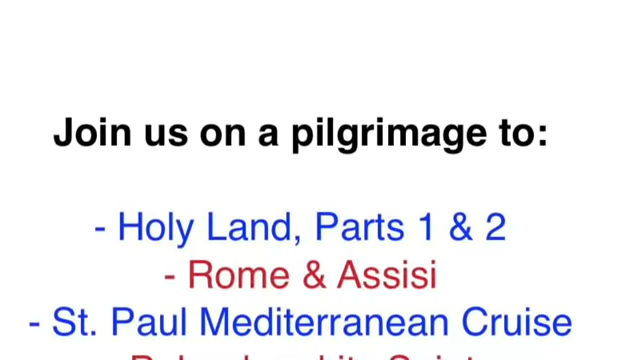 Join us on a pilgrimage to:
- Holy Land, Parts 1 & 2
- Rome & Assisi
- St. Paul Mediterranean Cruise